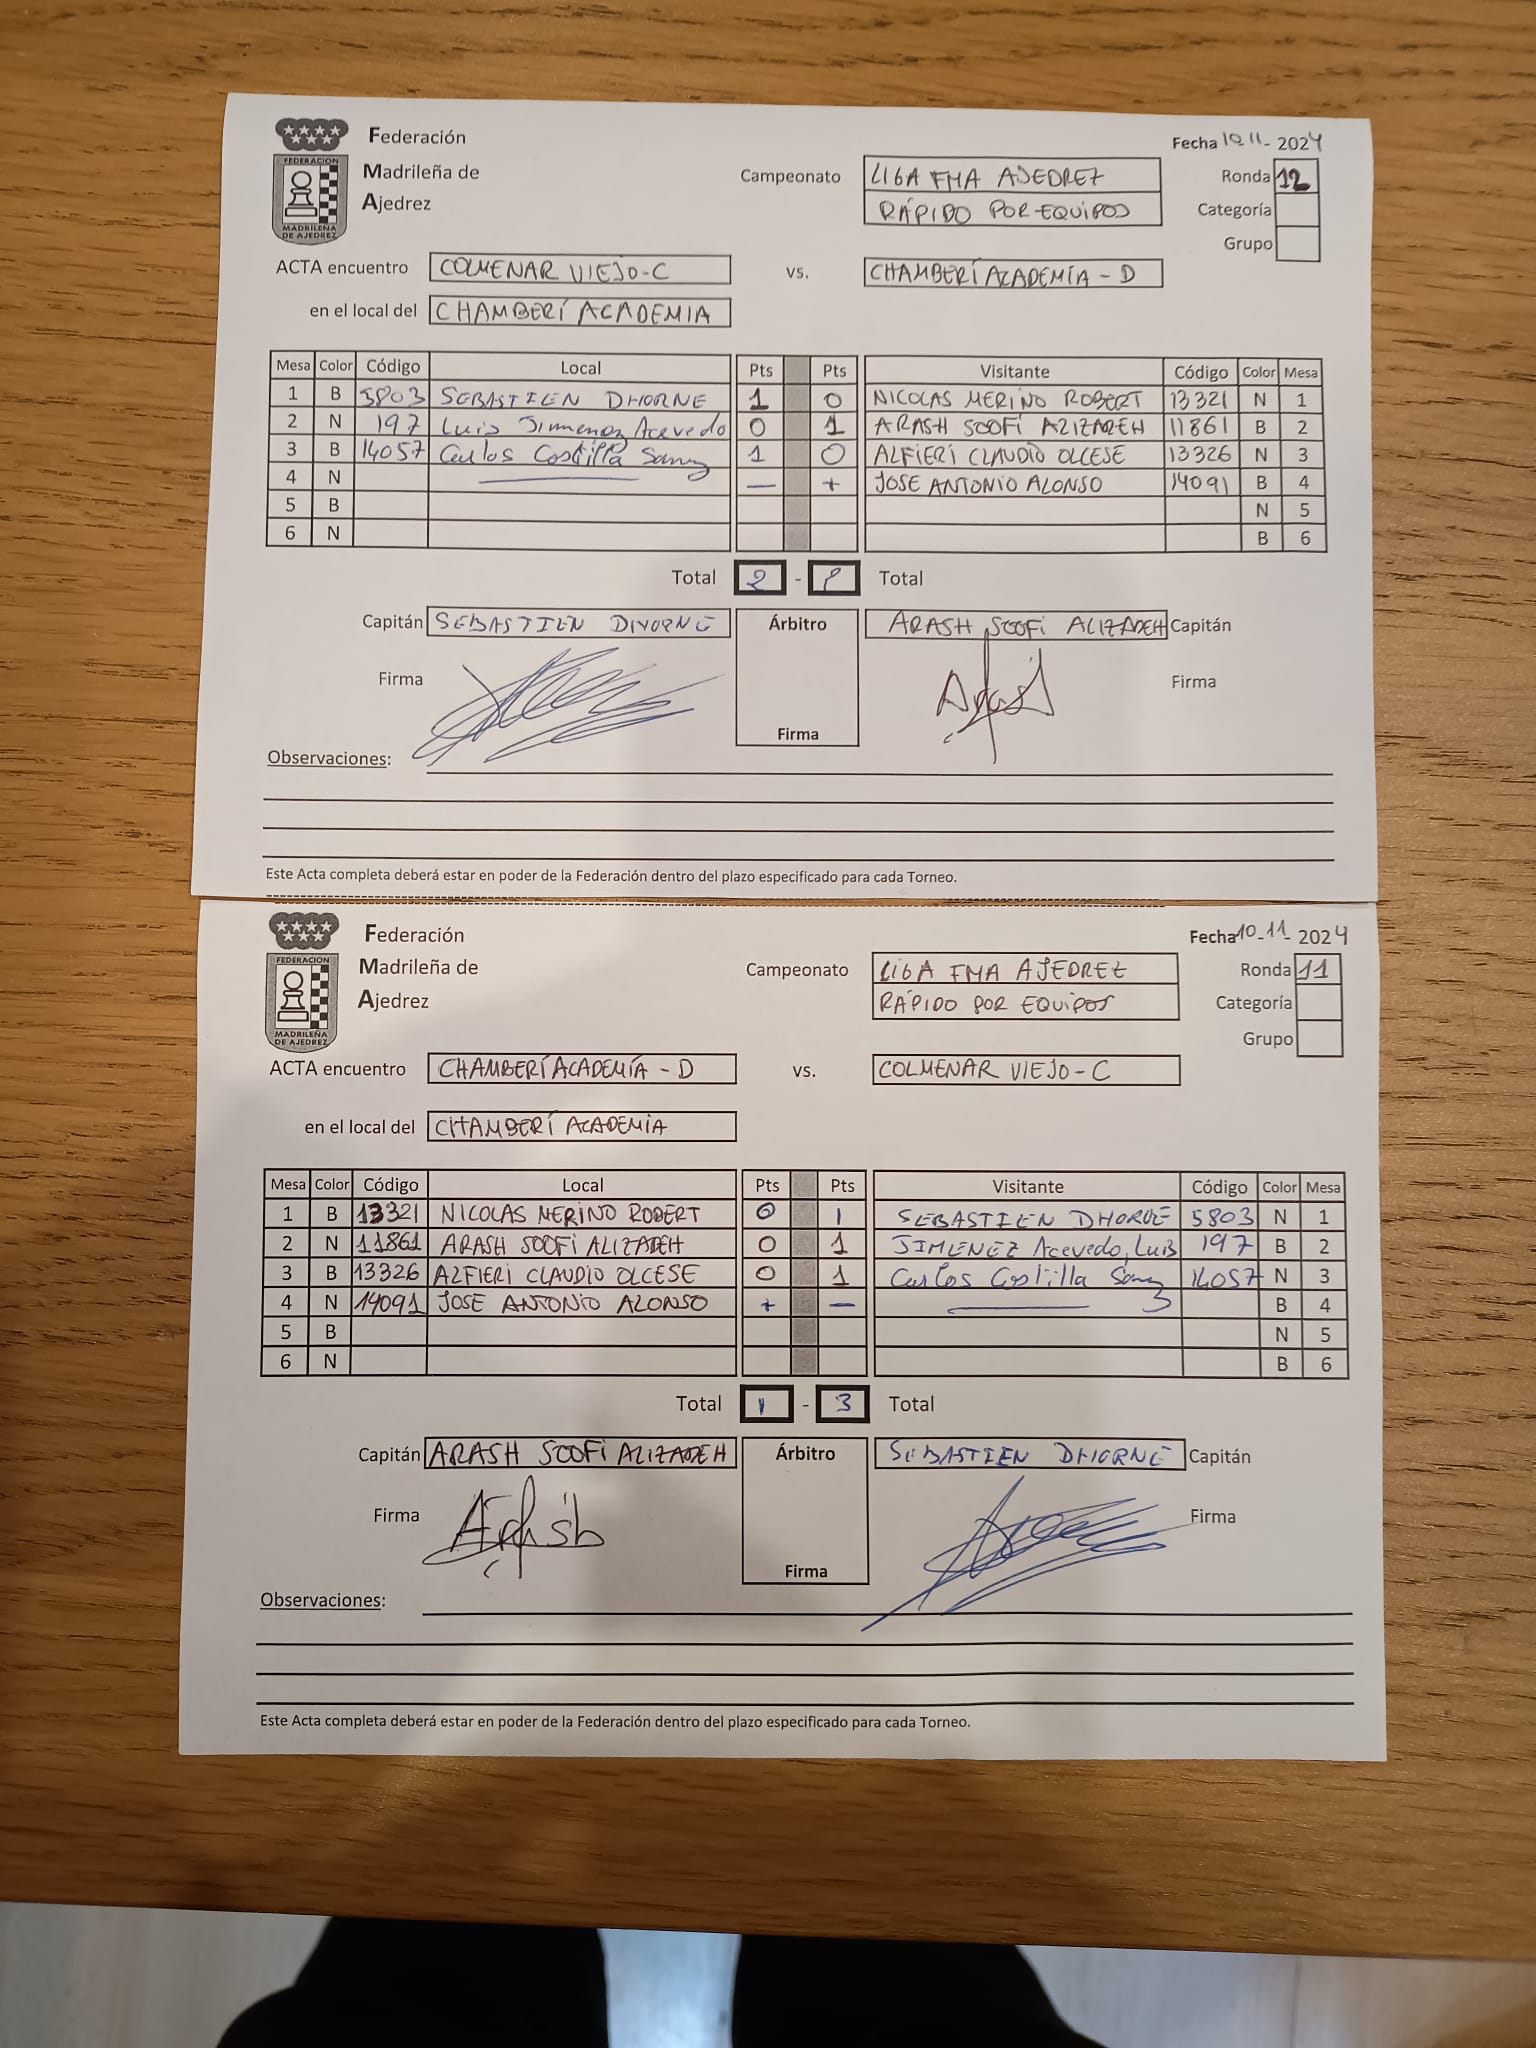 Federación
Madrileña de
Ajedrez
FEDERACION
MADRILEÑA
DE AJEDREZ
Fecha 10-11-2024
Campeonato LIGA FMA AJEDREZ Ronda 12
RÁPIDO POR EQUIPOS Categoría
Grupo
ACTA encuentro COLMENAR VIEJO-C vs. CHAMBERÍ ACADEMÍA - D
en el local del CHAMBERÍ ACADEMIA
Mesa Color Código Local Pts Pts Visitante Código Color Mesa
1 B 5803 SEBASTIEN DHORNE 1 0 NICOLAS MERINO ROBERT 13321 N 1
2 N 197 Luis Jimenez Acevedo 0 1 ARASH SOOFI ALIZADEH 11861 B 2
3 B 14057 Carlos Costilla Sanz 1 0 ALFIERI CLAUDIO OLCESE 13326 N 3
4 N — + JOSE ANTONIO ALONSO 14091 B 4
5 B N 5
6 N B 6
Total 2 - Total
Capitán SEBASTIEN DHORNE Árbitro ARASH SOOFI ALIZADEH Capitán
Firma Arash Firma
Firma
Observaciones:
Este Acta completa deberá estar en poder de la Federación dentro del plazo especificado para cada Torneo.
Federación
Madrileña de
Ajedrez
FEDERACION
MADRILEÑA
DE AJEDREZ
Fecha 10-11-2024
Campeonato LIGA FMA AJEDREZ Ronda 11
RÁPIDO POR EQUIPOS Categoría
Grupo
ACTA encuentro CHAMBERÍ ACADEMÍA - D vs. COLMENAR VIEJO-C
en el local del CHAMBERÍ ACADEMIA
Mesa Color Código Local Pts Pts Visitante Código Color Mesa
1 B 13321 NICOLAS MERINO ROBERT 0 1 SEBASTIEN DHORNE 5803 N 1
2 N 11861 ARASH SOOFI ALIZADEH 0 1 JIMENEZ Acevedo, Luis 197 B 2
3 B 13326 ALFIERI CLAUDIO OLCESE 0 1 Carlos Costilla Sanz 14057 N 3
4 N 14091 JOSE ANTONIO ALONSO + — B 4
5 B N 5
6 N B 6
Total 1 - 3 Total
Capitán ARASH SOOFI ALIZADEH Árbitro SEBASTIEN DHORNE Capitán
Firma Arash Firma
Firma
Observaciones:
Este Acta completa deberá estar en poder de la Federación dentro del plazo especificado para cada Torneo.